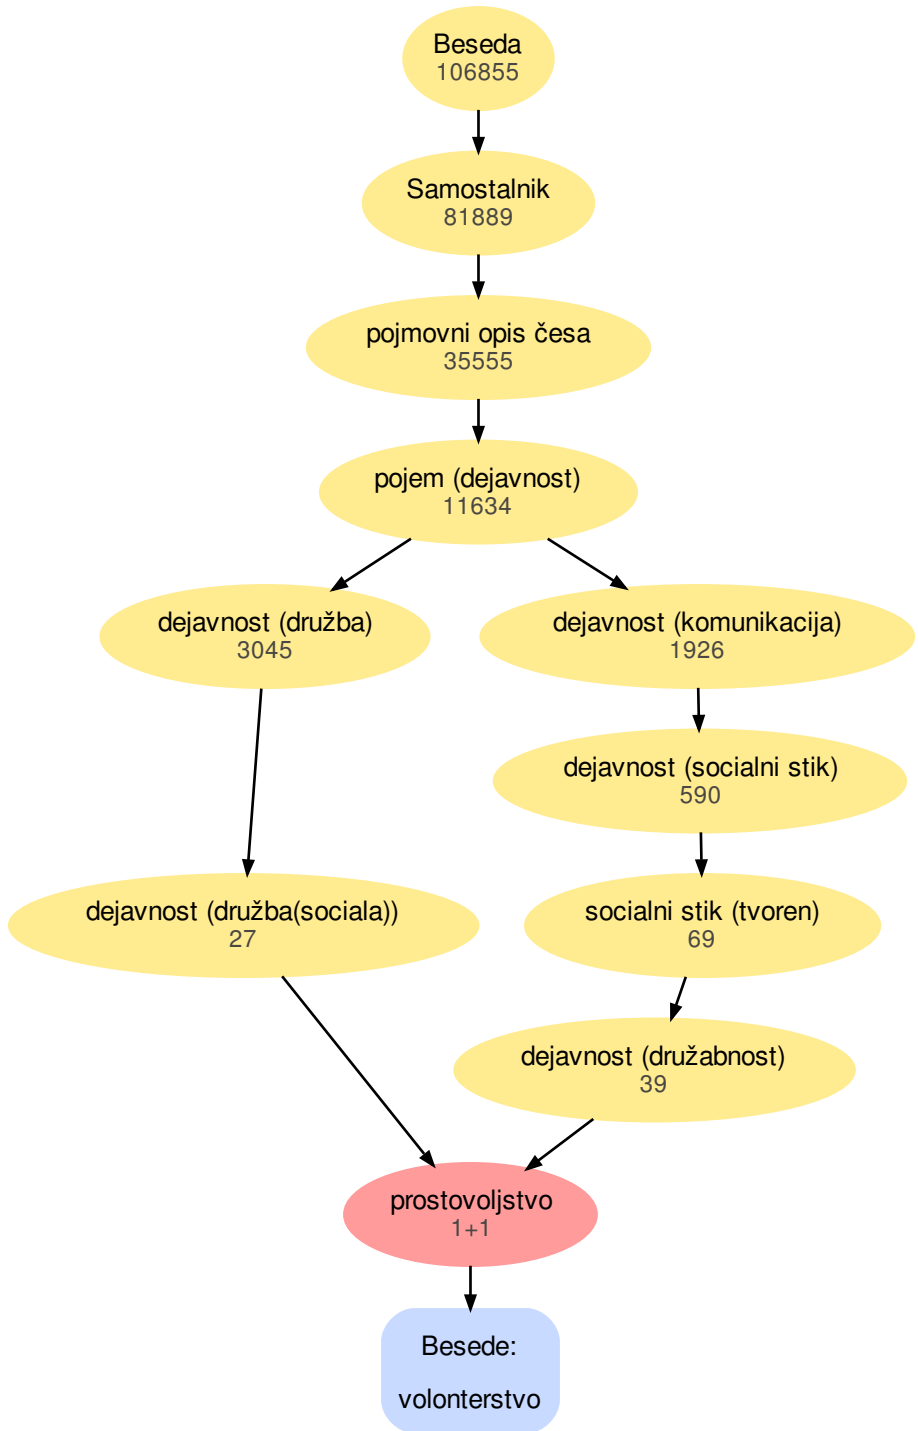 Beseda
106855
Samostalnik
81889
pojmovni opis česa
35555
pojem (dejavnost)
11634
dejavnost (družba)
3045
dejavnost (komunikacija)
1926
dejavnost (socialni stik)
590
dejavnost (družba(sociala))
27
socialni stik (tvoren)
69
dejavnost (družabnost)
39
prostovoljstvo
1+1
Besede:
volonterstvo